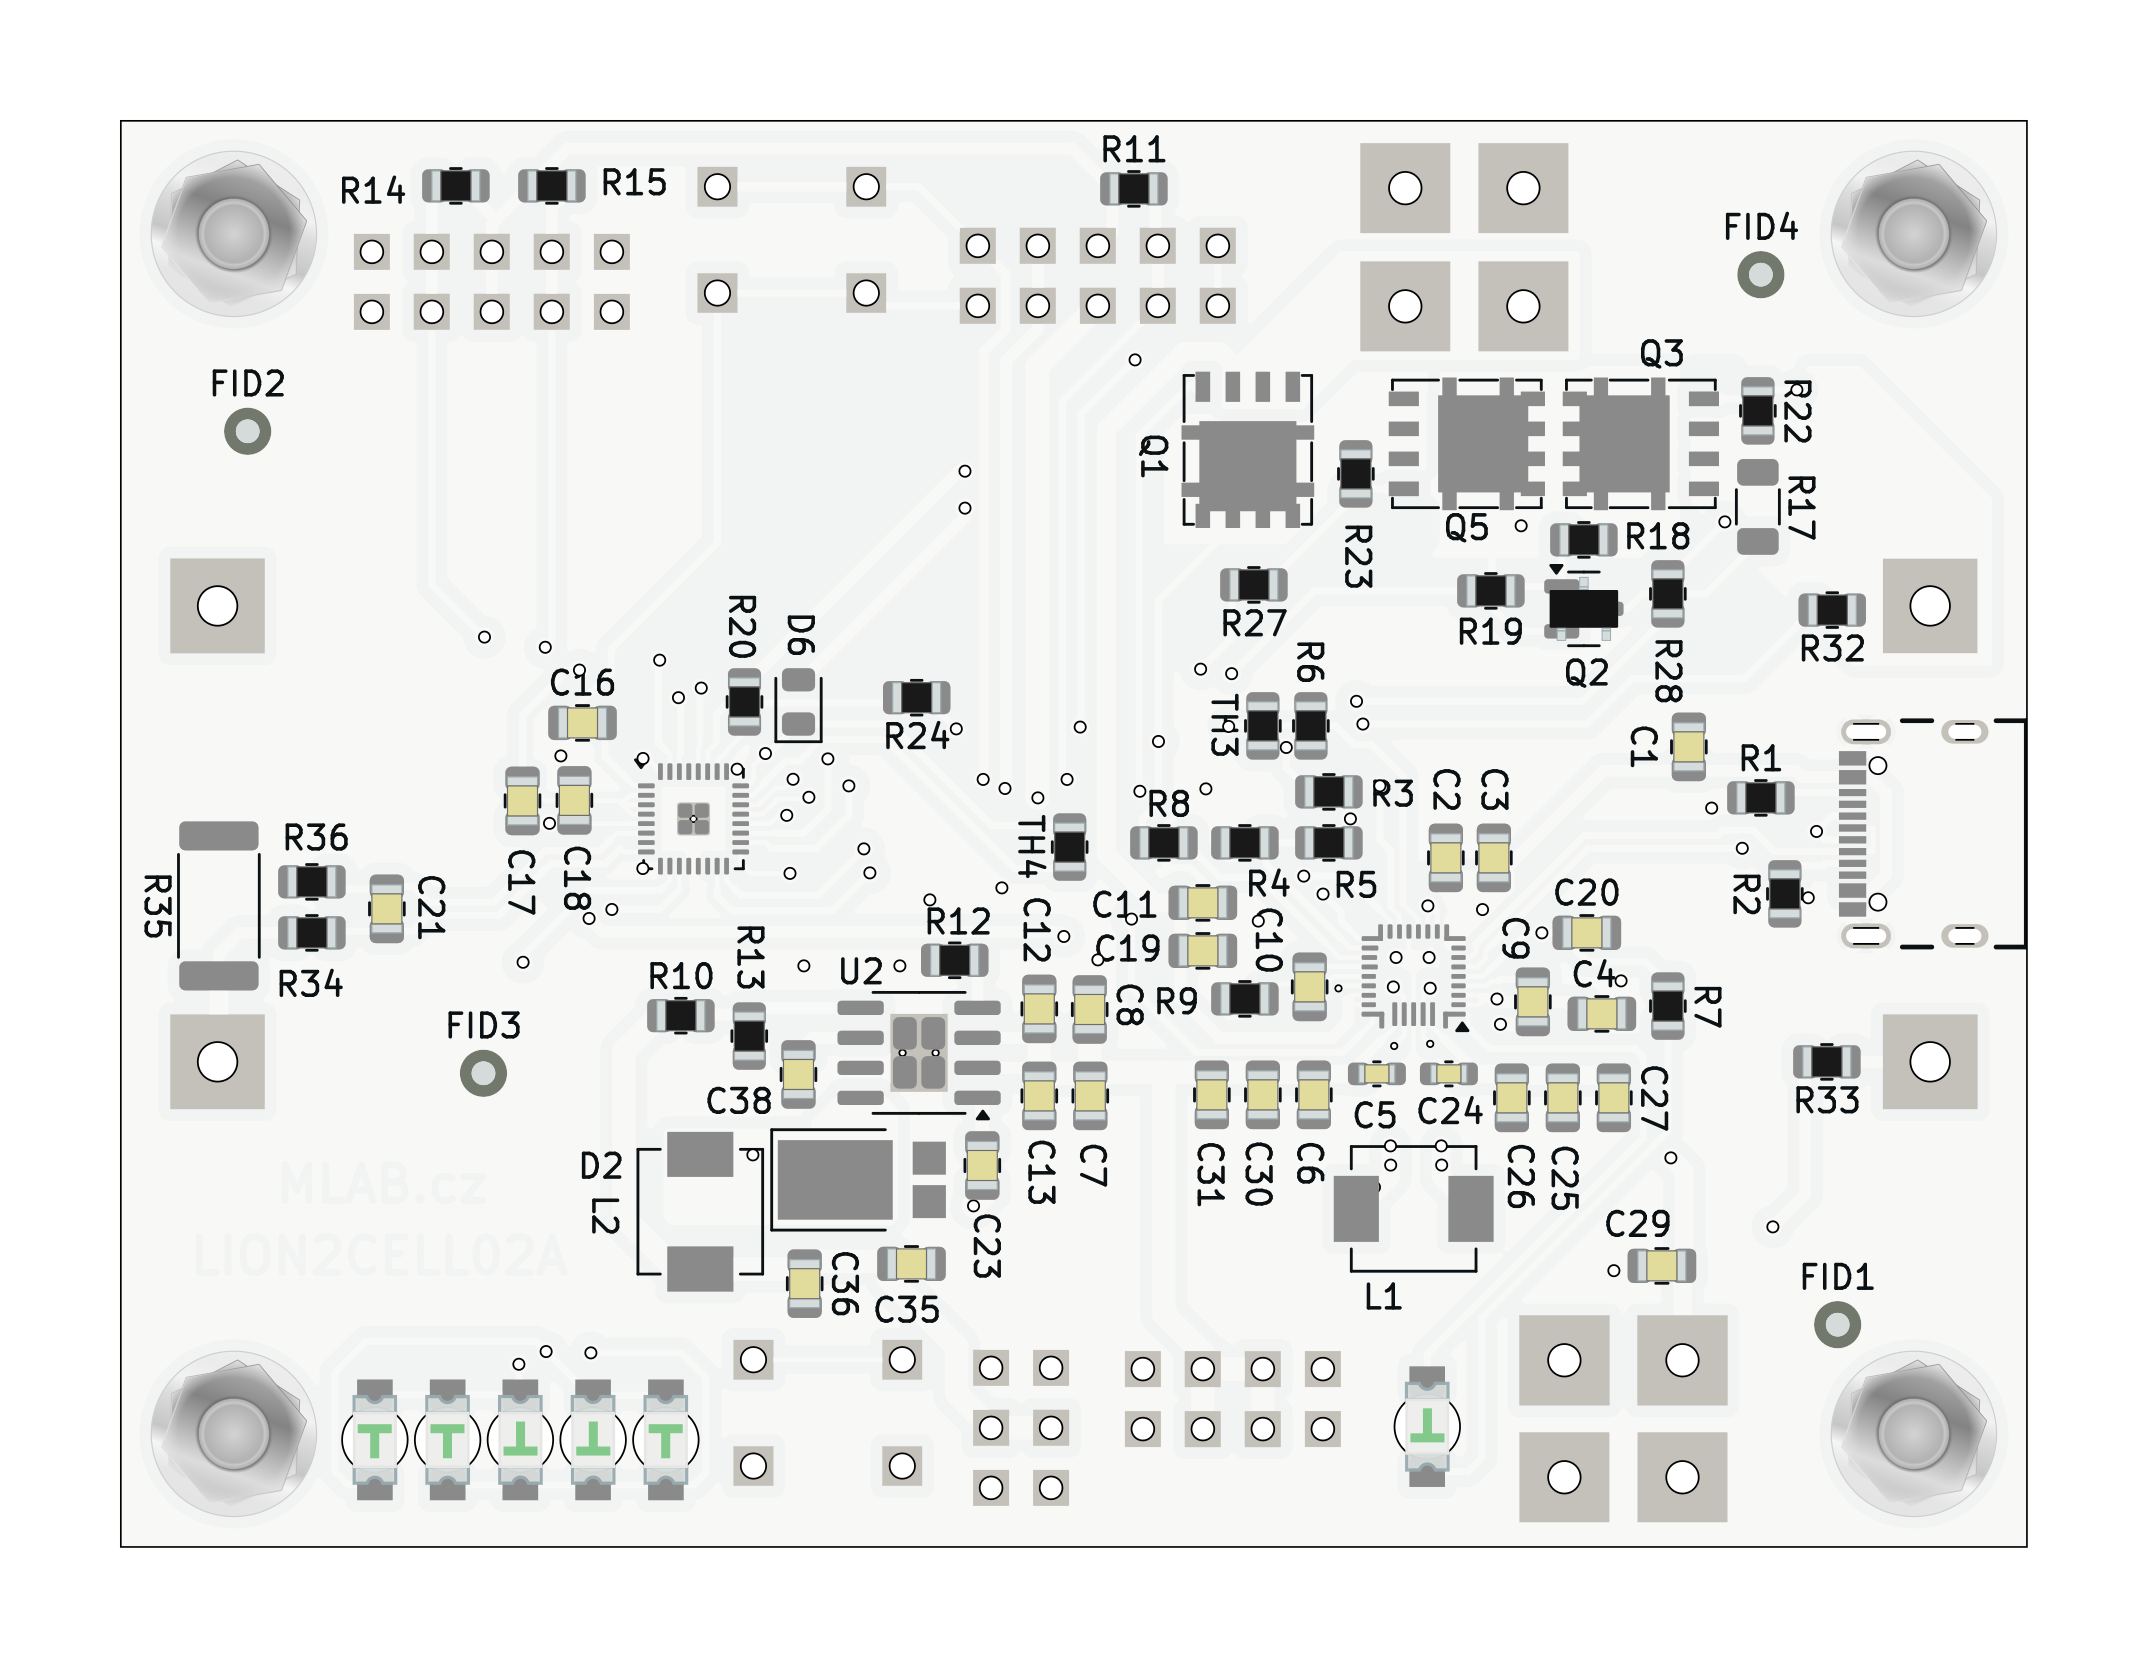 R11
R14
R15
FID4
Q3
FID2
R22
Q1
R17
Q5
R18
R23
R20
D6
R27
R19
R32
R6
Q2
R28
C16
TH3
R24
C1
R1
C2
C3
R3
R8
R36
TH4
R4
R5
C17
C18
C21
R35
R2
C20
C11
R12
C12
C10
C19
C9
R13
U2
R10
C4
R34
R9
C8
R7
FID3
C38
C5
C24
C27
R33
D2
MLAB.cz
L2
C13
C7
C31
C30
C6
C26
C25
C29
C23
LION2CELL02A
C36
C35
L1
FID1